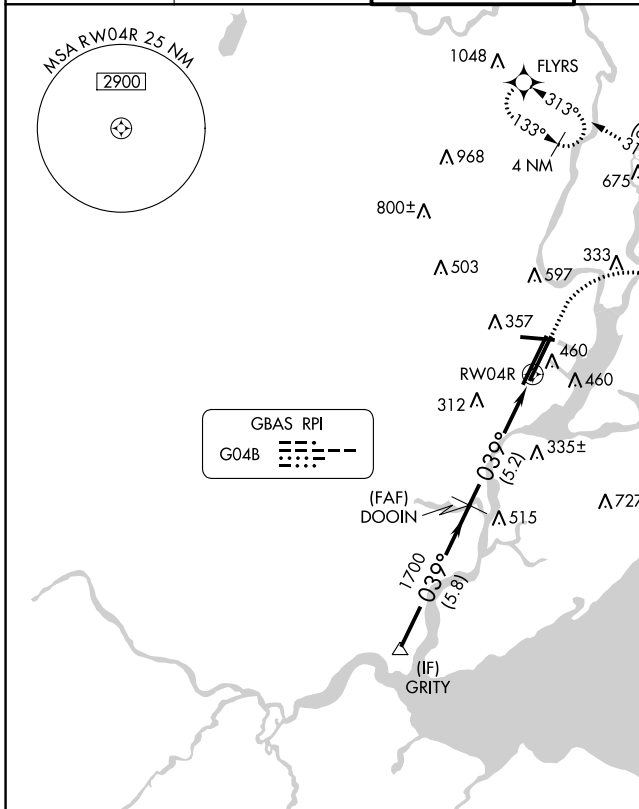 MSA RW04R 25 NM
2900
1048
FLYRS
313°
133°
4 NM
968
675
800±
503
597
333
357
460
RW04R
460
312
GBAS RPI
G04B
335±
039°
(5.2)
(FAF)
DOOIN
515
727
1700
039°
(5.8)
(IF)
GRITY